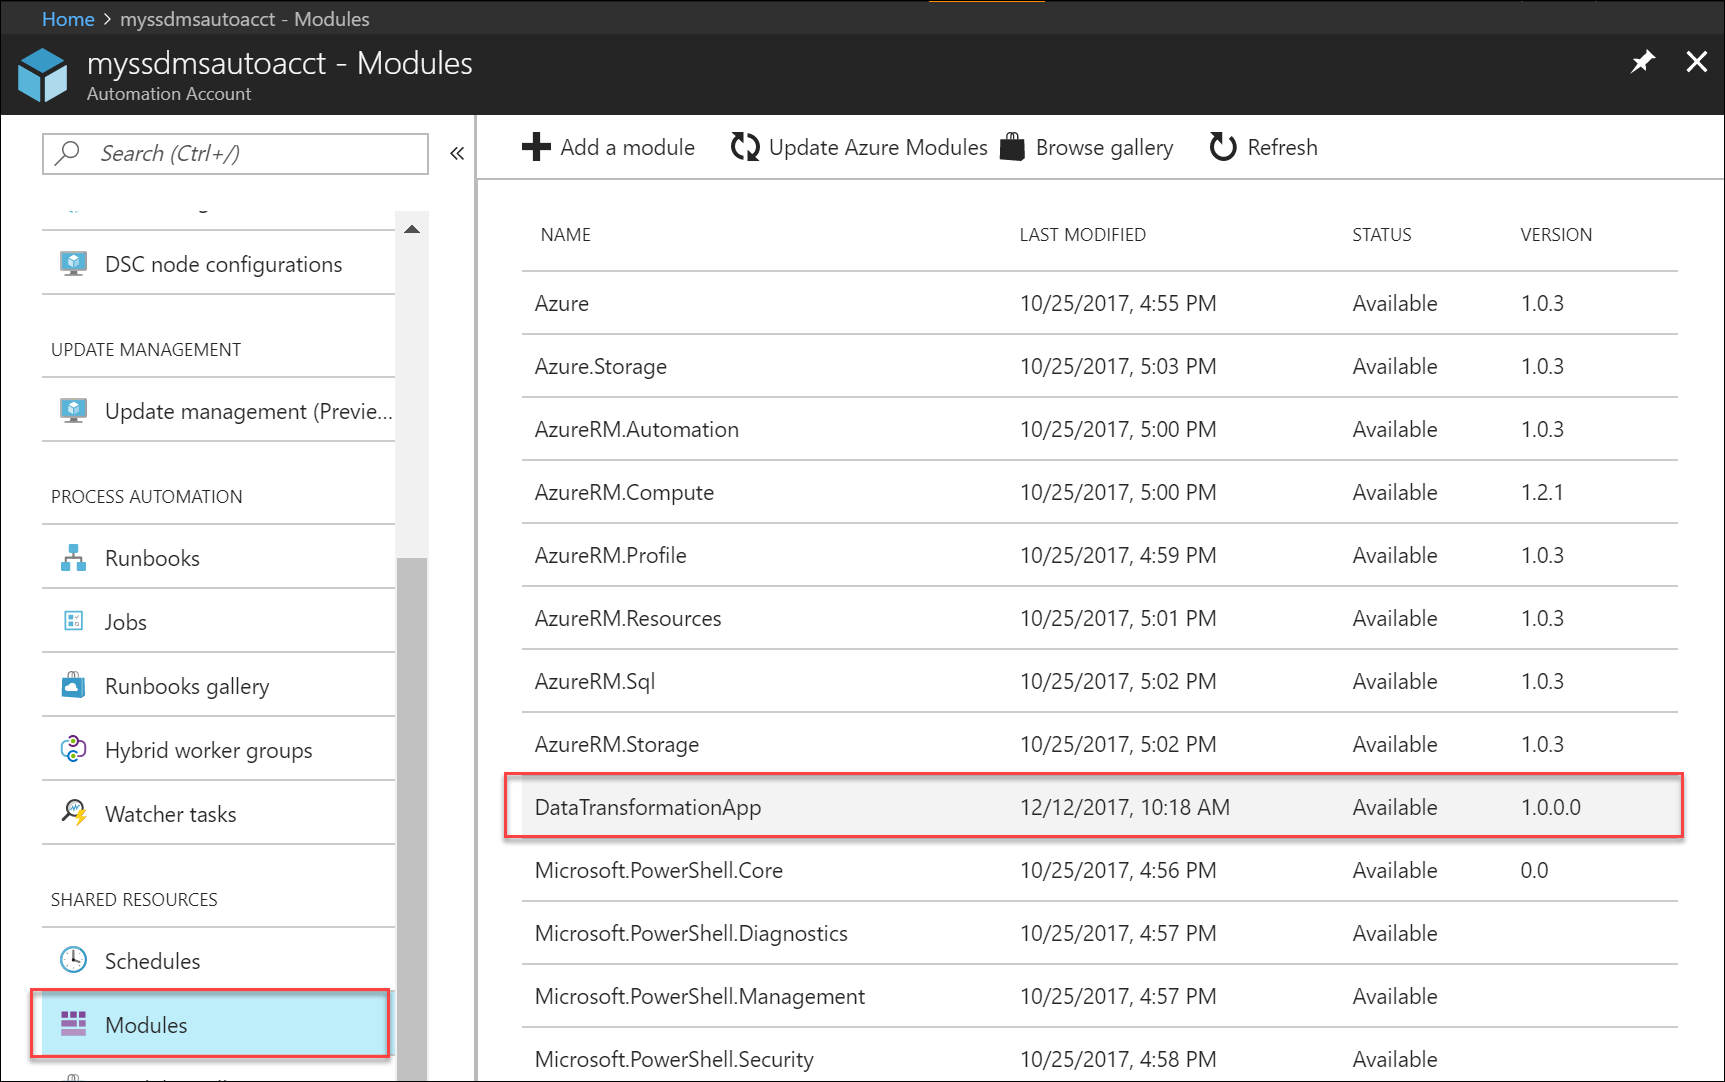 Home > myssdmsautoacct - Modules
myssdmsautoacct - Modules
Automation Account
Search (Ctrl+/)
«
DSC node configurations
UPDATE MANAGEMENT
Update management (Previe...
PROCESS AUTOMATION
Runbooks
Jobs
Runbooks gallery
Hybrid worker groups
Watcher tasks
SHARED RESOURCES
Schedules
Modules
Add a module Update Azure Modules Browse gallery Refresh
NAME LAST MODIFIED STATUS VERSION
Azure 10/25/2017, 4:55 PM Available 1.0.3
Azure.Storage 10/25/2017, 5:03 PM Available 1.0.3
AzureRM.Automation 10/25/2017, 5:00 PM Available 1.0.3
AzureRM.Compute 10/25/2017, 5:00 PM Available 1.2.1
AzureRM.Profile 10/25/2017, 4:59 PM Available 1.0.3
AzureRM.Resources 10/25/2017, 5:01 PM Available 1.0.3
AzureRM.Sql 10/25/2017, 5:02 PM Available 1.0.3
AzureRM.Storage 10/25/2017, 5:02 PM Available 1.0.3
DataTransformationApp 12/12/2017, 10:18 AM Available 1.0.0.0
Microsoft.PowerShell.Core 10/25/2017, 4:56 PM Available 0.0
Microsoft.PowerShell.Diagnostics 10/25/2017, 4:57 PM Available
Microsoft.PowerShell.Management 10/25/2017, 4:57 PM Available
Microsoft.PowerShell.Security 10/25/2017, 4:58 PM Available